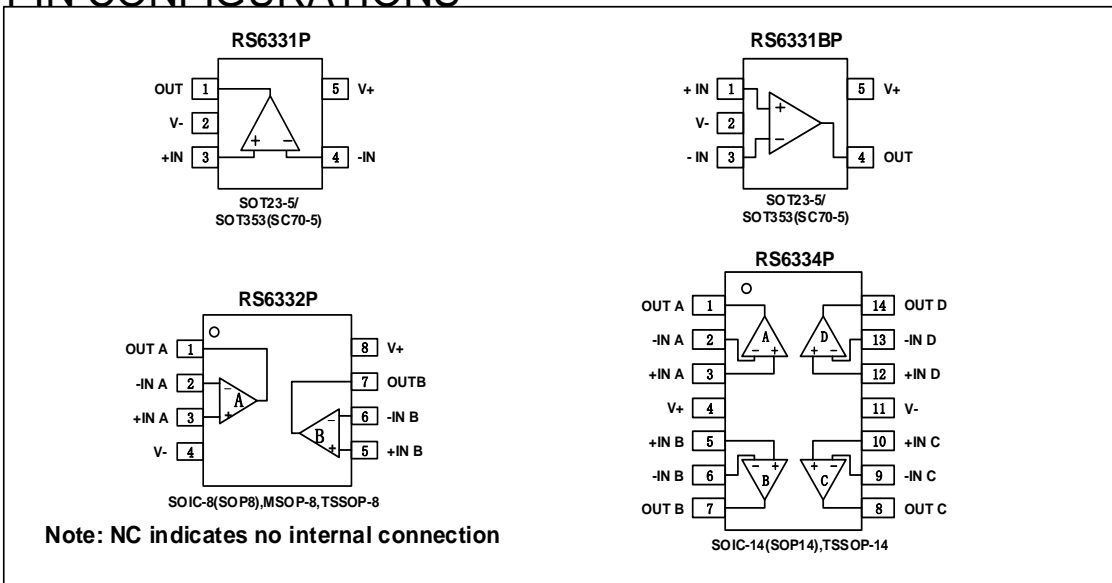 PIN CONFIGURATIONS
RS6331P
OUT 1 5 V+
V- 2
+IN 3 4 -IN
+ -
SOT23-5/
SOT353(SC70-5)
RS6331BP
+ IN 1 5 V+
+
V- 2
-
- IN 3 4 OUT
SOT23-5/
SOT353(SC70-5)
RS6332P
OUT A 1 8 V+
-IN A 2 7 OUTB
- A +
+IN A 3 6 -IN B
- B +
V- 4 5 +IN B
SOIC-8(SOP8),MSOP-8,TSSOP-8
Note: NC indicates no internal connection
RS6334P
OUT A 1 14 OUT D
-IN A 2 A D 13 -IN D
- + + -
+IN A 3 12 +IN D
V+ 4 11 V-
+IN B 5 10 +IN C
- + + -
-IN B 6 B C 9 -IN C
OUT B 7 8 OUT C
SOIC-14(SOP14),TSSOP-14